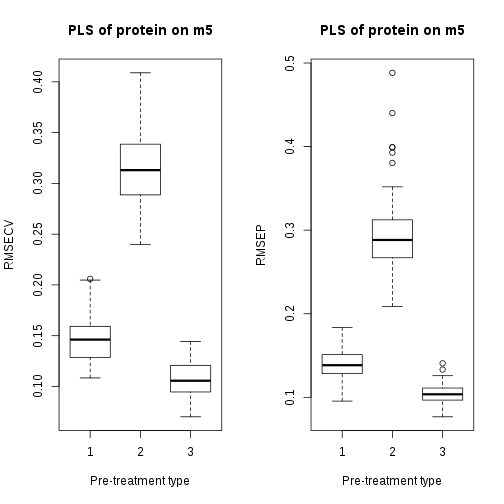 PLS of protein on m5
RMSECV
0.40
0.35
0.30
0.25
0.20
0.15
0.10
1 2 3
Pre-treatment type
PLS of protein on m5
RMSEP
0.5
0.4
0.3
0.2
0.1
1 2 3
Pre-treatment type